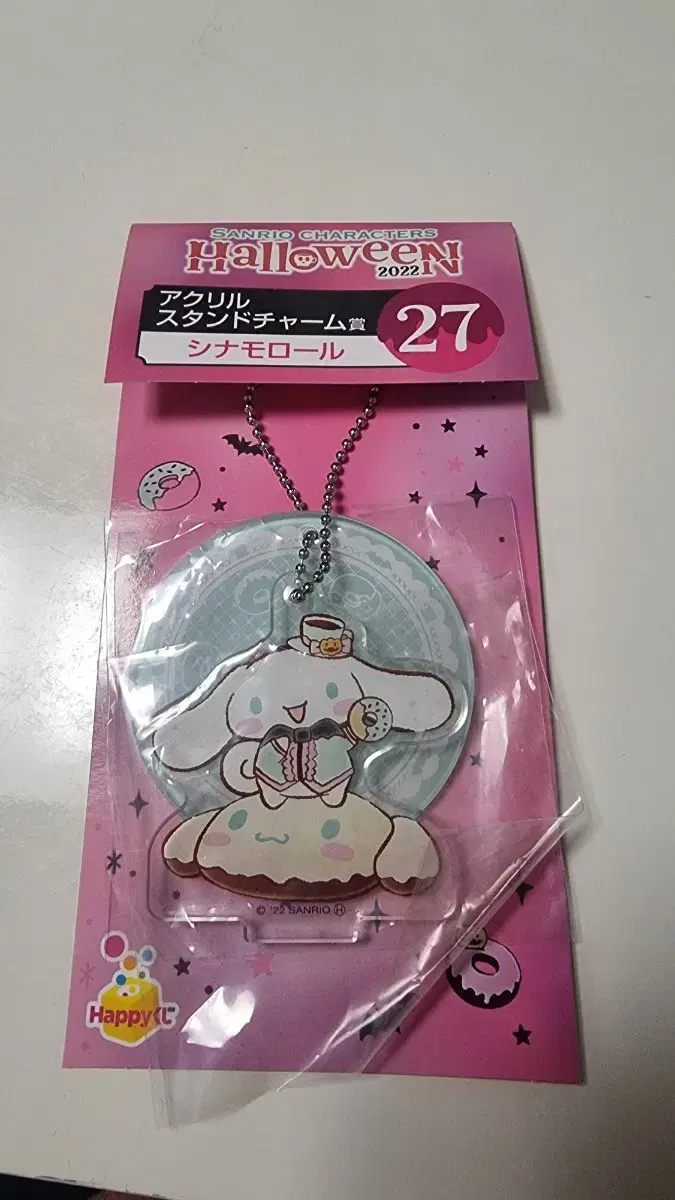 SANRIO CHARACTERS
Halloween
2022
アクリル
スタンドチャーム賞
シナモロール
27
© '22 SANRIO Ⓗ
Happyくじ